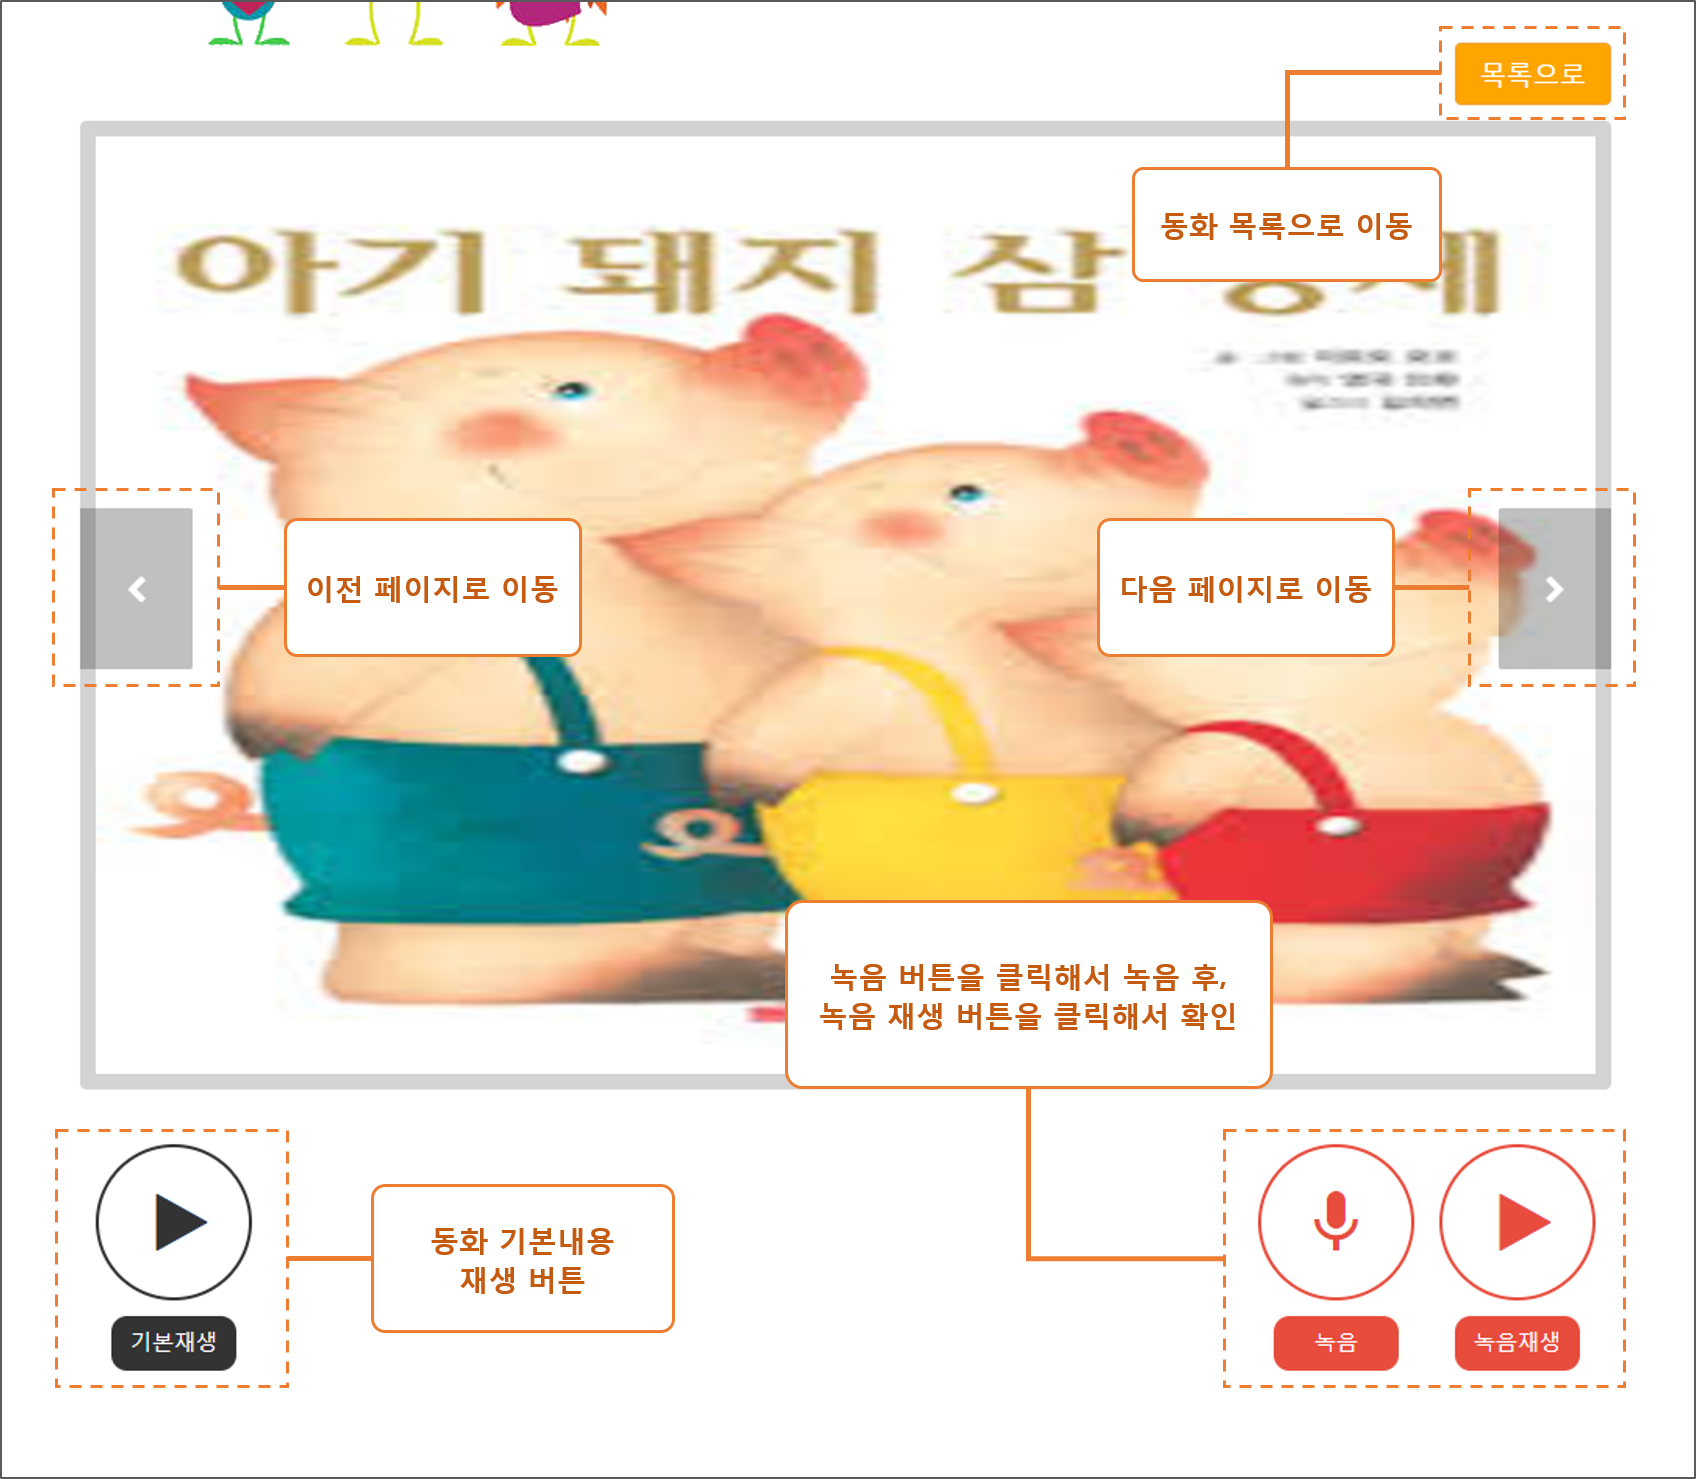 목록으로
동화 목록으로 이동
아기 돼지 삼
이전 페이지로 이동
다음 페이지로 이동
녹음 버튼을 클릭해서 녹음 후,
녹음 재생 버튼을 클릭해서 확인
동화 기본내용
재생 버튼
기본재생
녹음
녹음재생